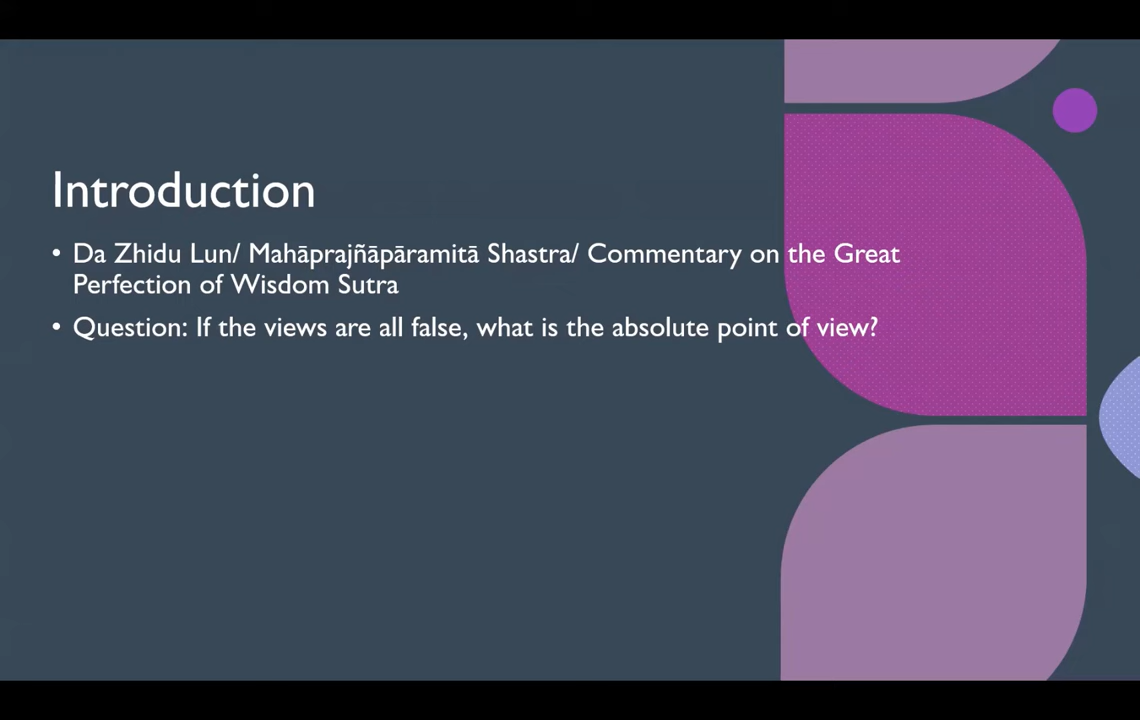 Introduction
• Da Zhidu Lun/ Mahāprajñāpāramitā Shastra/ Commentary on the Great
Perfection of Wisdom Sutra
• Question: If the views are all false, what is the absolute point of view?